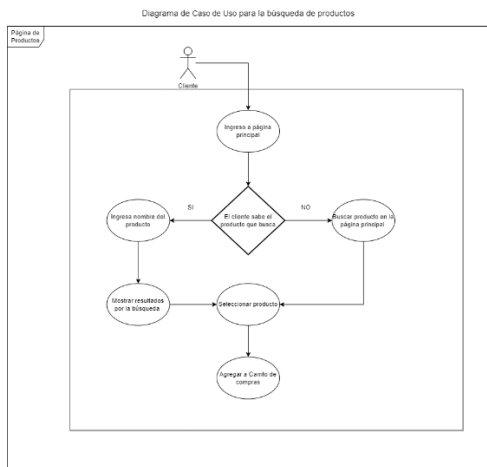 Diagrama de Caso de Uso para la búsqueda de productos
Página de
Productos
Cliente
Ingreso a página
principal
El cliente sabe el
producto que busca
SI
NO
Ingresa nombre del
producto
Buscar producto en la
página principal
Mostrar resultados
por la búsqueda
Seleccionar producto
Agregar a Carrito de
compras